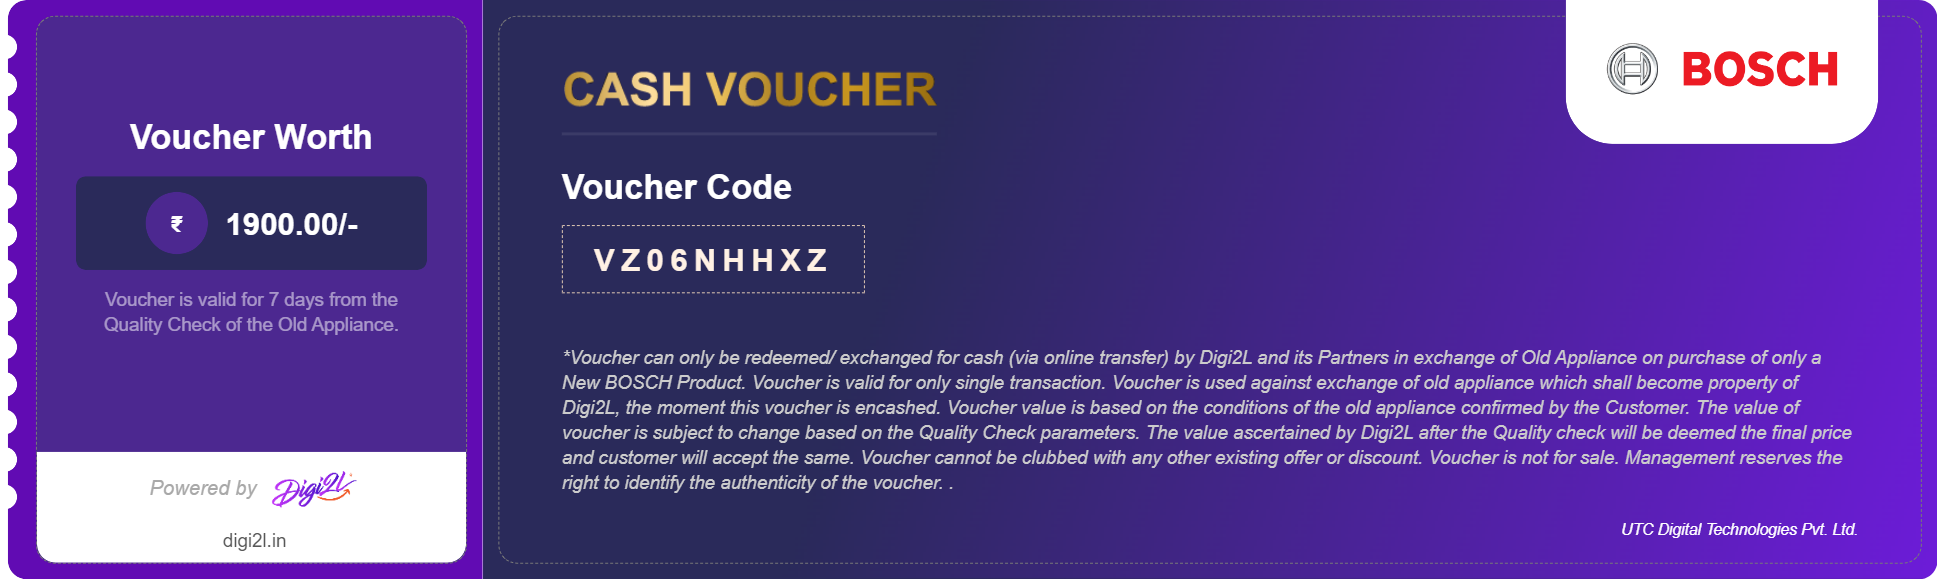 Voucher Worth
₹ 1900.00/-
Voucher is valid for 7 days from the
Quality Check of the Old Appliance.
Powered by Digi2L
digi2l.in
CASH VOUCHER
BOSCH
Voucher Code
VZ06NHHXZ
*Voucher can only be redeemed/ exchanged for cash (via online transfer) by Digi2L and its Partners in exchange of Old Appliance on purchase of only a
New BOSCH Product. Voucher is valid for only single transaction. Voucher is used against exchange of old appliance which shall become property of
Digi2L, the moment this voucher is encashed. Voucher value is based on the conditions of the old appliance confirmed by the Customer. The value of
voucher is subject to change based on the Quality Check parameters. The value ascertained by Digi2L after the Quality check will be deemed the final price
and customer will accept the same. Voucher cannot be clubbed with any other existing offer or discount. Voucher is not for sale. Management reserves the
right to identify the authenticity of the voucher. .
UTC Digital Technologies Pvt. Ltd.